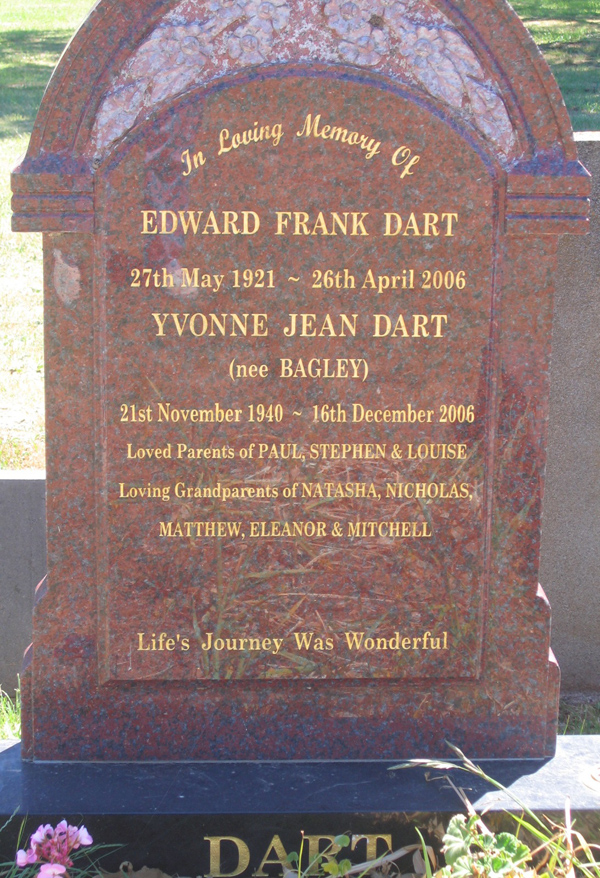 In Loving Memory Of
EDWARD FRANK DART
27th May 1921 ~ 26th April 2006
YVONNE JEAN DART
(nee BAGLEY)
21st November 1940 ~ 16th December 2006
Loved Parents of PAUL, STEPHEN & LOUISE
Loving Grandparents of NATASHA, NICHOLAS,
MATTHEW, ELEANOR & MITCHELL
Life's Journey Was Wonderful
DART